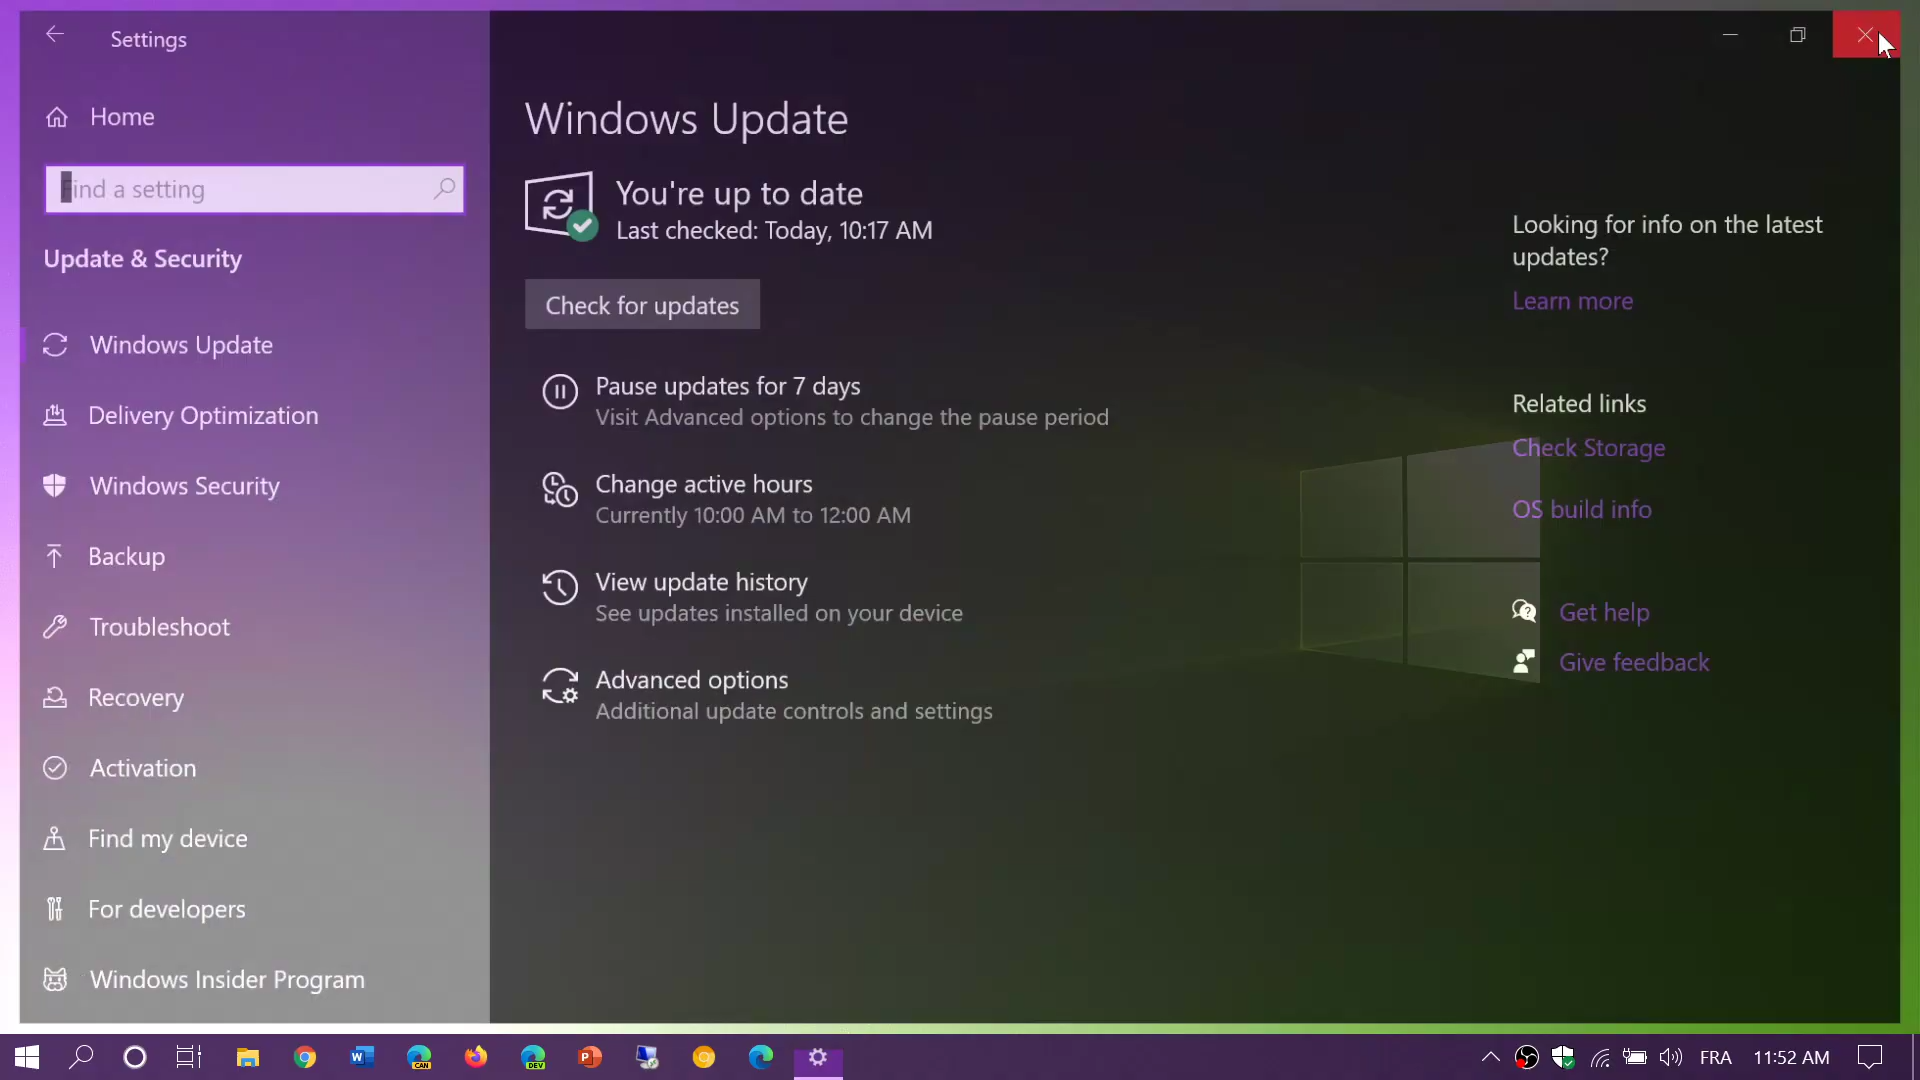 Settings
Home
Find a setting
Update & Security
Windows Update
Delivery Optimization
Windows Security
Backup
Troubleshoot
Recovery
Activation
Find my device
For developers
Windows Insider Program
Windows Update
You're up to date
Last checked: Today, 10:17 AM
Check for updates
Pause updates for 7 days
Visit Advanced options to change the pause period
Change active hours
Currently 10:00 AM to 12:00 AM
View update history
See updates installed on your device
Advanced options
Additional update controls and settings
Looking for info on the latest
updates?
Learn more
Related links
Check Storage
OS build info
Get help
Give feedback
W
CAN
DEV
P
FRA
11:52 AM